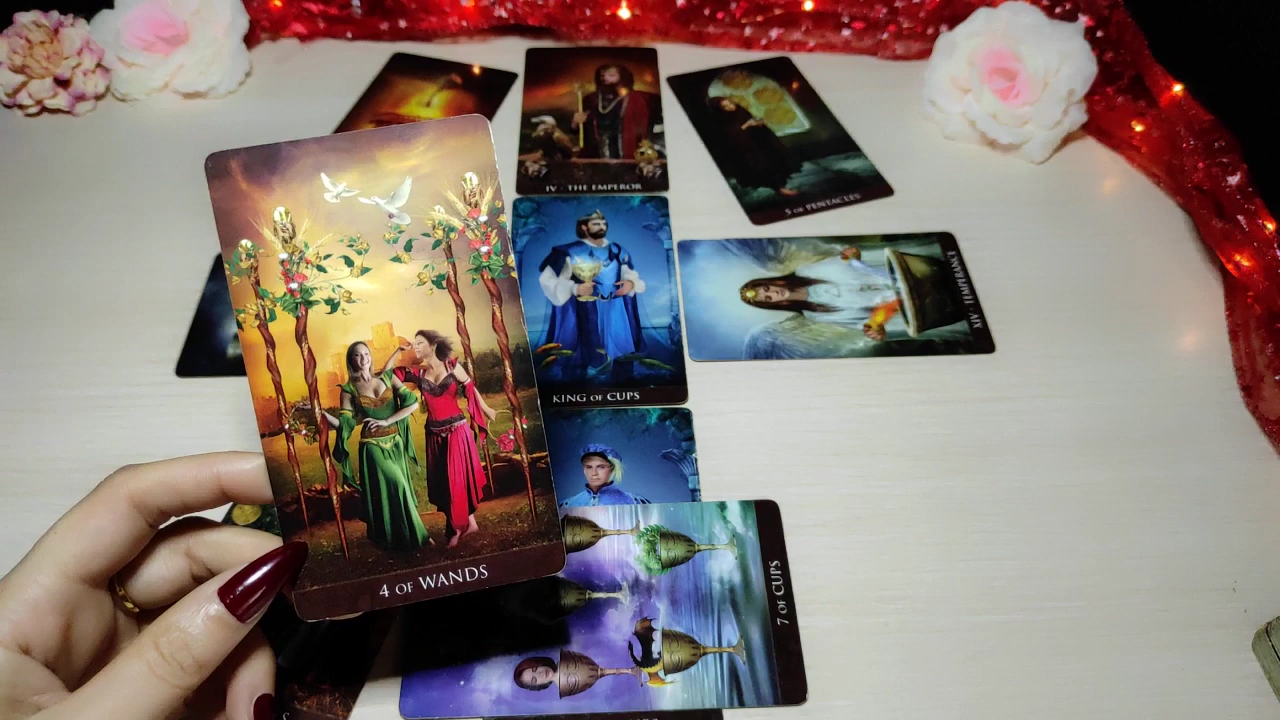 IV · THE EMPEROR
5 OF PENTACLES
XIV · TEMPERANCE
KING OF CUPS
4 OF WANDS
7 OF CUPS